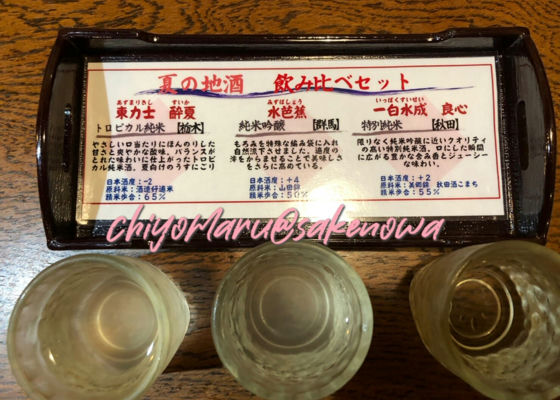 夏の地酒 飲み比べセット
あずまりきし すいか
東力士 酔夏
トロピカル純米【栃木】
やさしい口当たりにほんのりした
甘さと爽やかな酸味。バランスが
とれた味わいに仕上がったトロピ
カル純米酒。夏向けのうすにごり
日本酒度：-2
原料米：酒造好適米
精米歩合：65%
みずばしょう
水芭蕉
純米吟醸 【群馬】
もろみを特殊な編み袋に入れ
自然流下させました。適度の
滓をからませることで美味しさ
をさらに高めている。
日本酒度：+4
原料米：山田錦
精米歩合：50%
いっぱくすいせい
一白水成 良心
特別純米 【秋田】
限りなく純米吟醸に近いクオリティ
の高い特別純米酒。口にした瞬間
に広がる豊かな含み香とジューシー
な味わい。
日本酒度：+2
原料米：美郷錦 秋田酒こまち
精米歩合：55%
chiyomaru@sakenowa